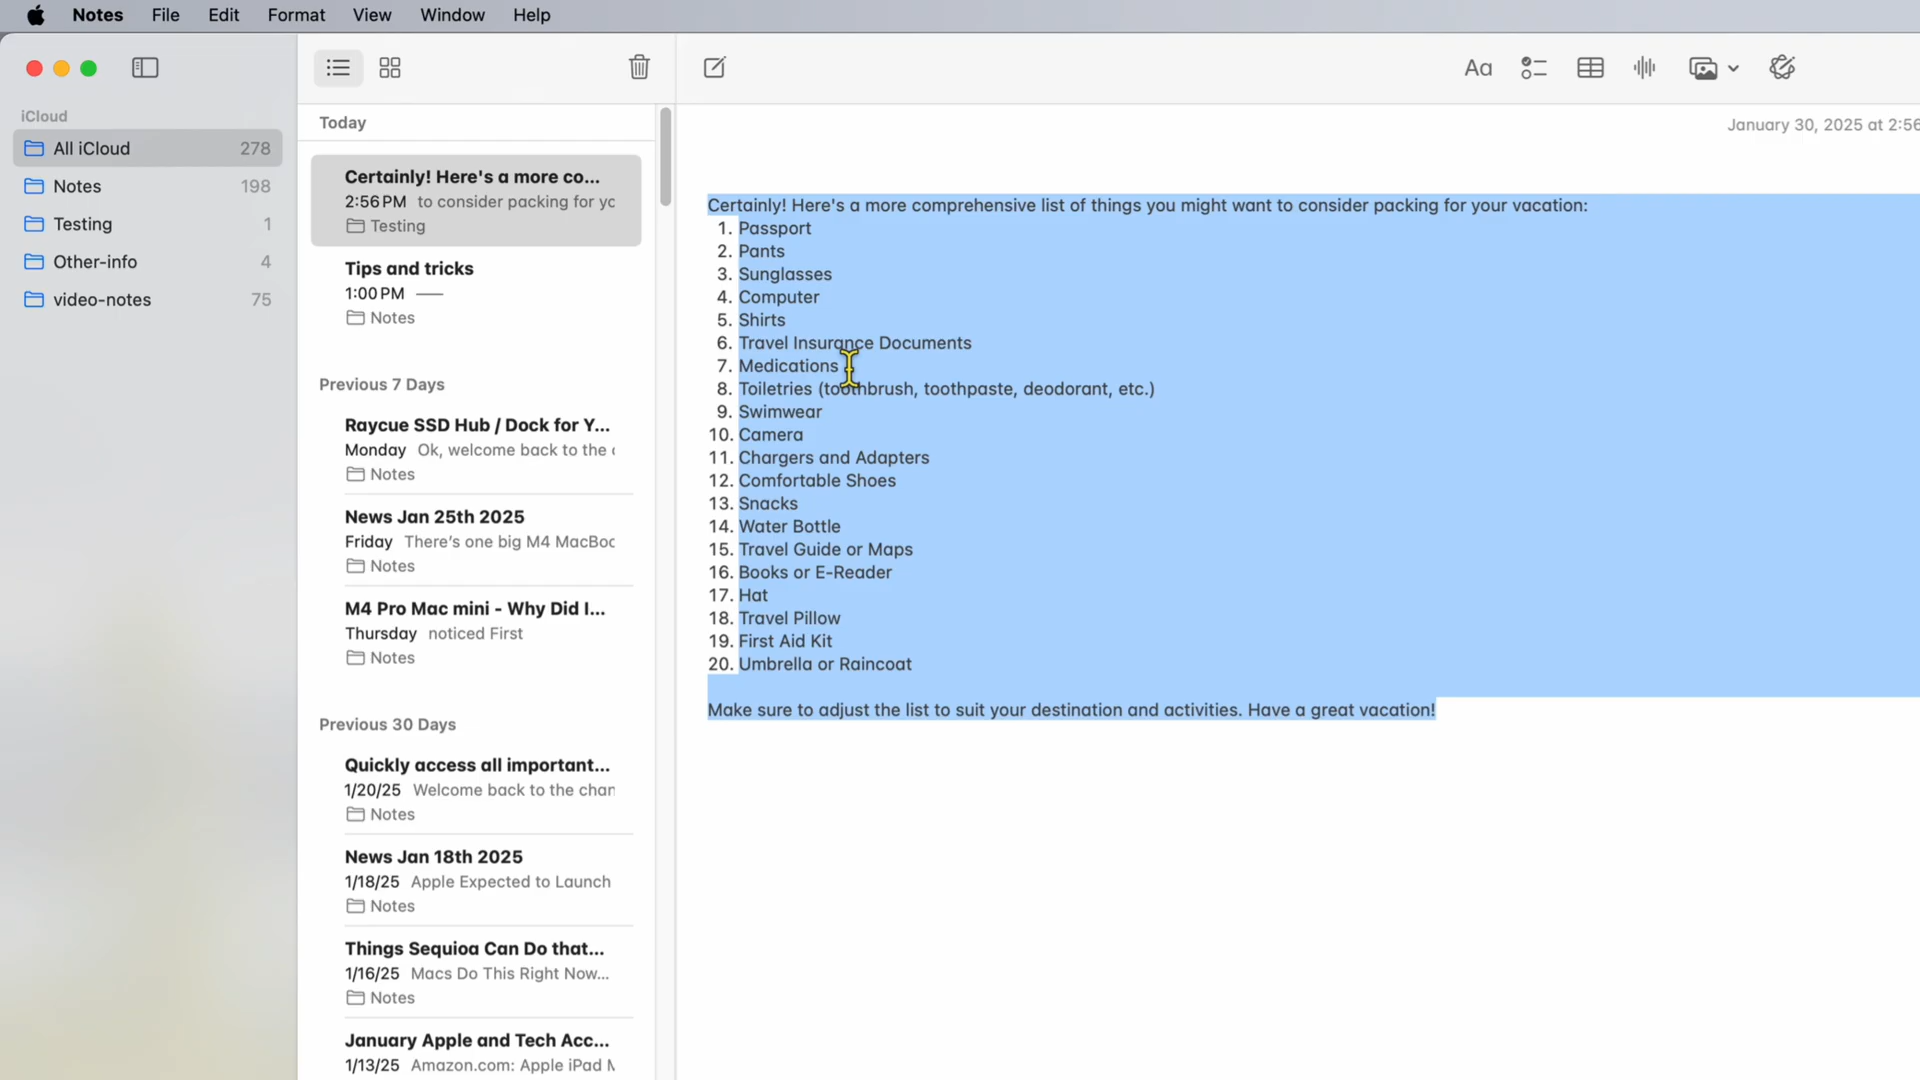 Notes File Edit Format View Window Help
iCloud
All iCloud 278
Notes 198
Testing 1
Other-info 4
video-notes 75
Today
Certainly! Here's a more co...
2:56 PM to consider packing for yo
Testing
Tips and tricks
1:00 PM
Notes
Previous 7 Days
Raycue SSD Hub / Dock for Y...
Monday Ok, welcome back to the
Notes
News Jan 25th 2025
Friday There's one big M4 MacBoo
Notes
M4 Pro Mac mini - Why Did I...
Thursday noticed First
Notes
Previous 30 Days
Quickly access all important...
1/20/25 Welcome back to the chan
Notes
News Jan 18th 2025
1/18/25 Apple Expected to Launch
Notes
Things Sequioa Can Do that...
1/16/25 Macs Do This Right Now...
Notes
January Apple and Tech Acc...
1/13/25 Amazon.com: Apple iPad
Aa
January 30, 2025 at 2:56
Certainly! Here's a more comprehensive list of things you might want to consider packing for your vacation:
1. Passport
2. Pants
3. Sunglasses
4. Computer
5. Shirts
6. Travel Insurance Documents
7. Medications
8. Toiletries (toothbrush, toothpaste, deodorant, etc.)
9. Swimwear
10. Camera
11. Chargers and Adapters
12. Comfortable Shoes
13. Snacks
14. Water Bottle
15. Travel Guide or Maps
16. Books or E-Reader
17. Hat
18. Travel Pillow
19. First Aid Kit
20. Umbrella or Raincoat
Make sure to adjust the list to suit your destination and activities. Have a great vacation!